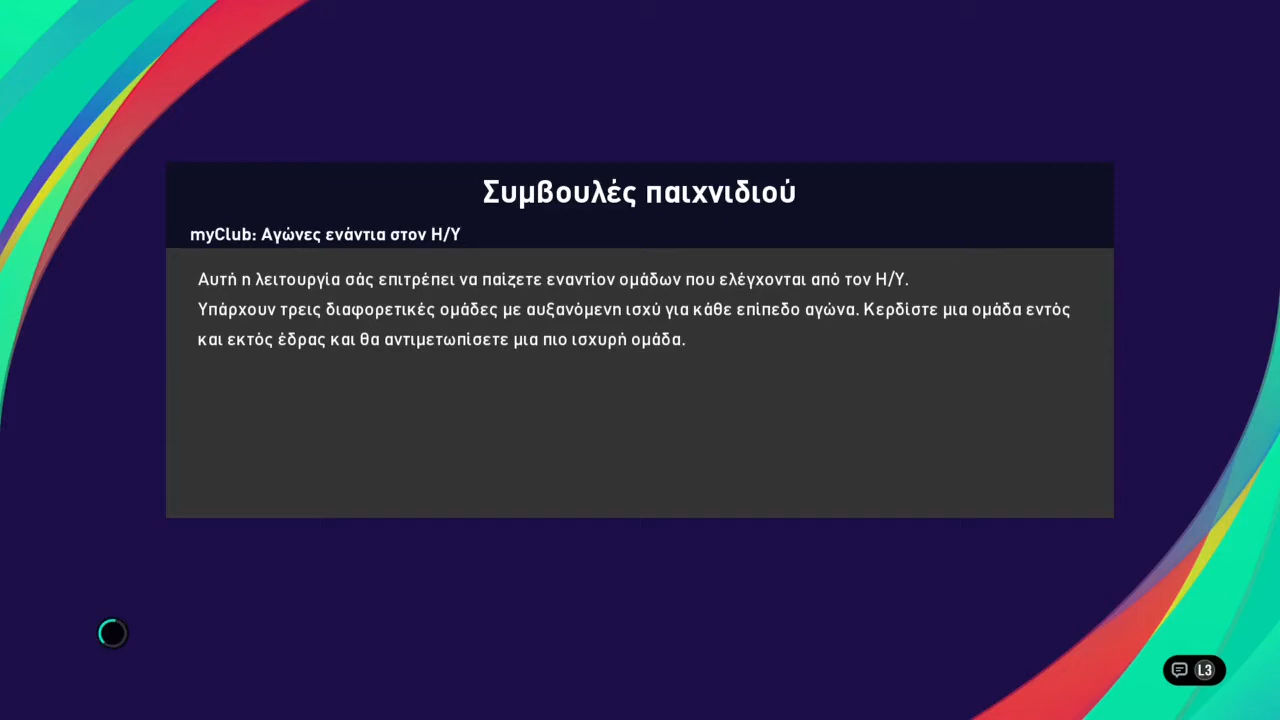 Συμβουλές παιχνιδιού
myClub: Αγώνες ενάντια στον Η/Υ
Αυτή η λειτουργία σάς επιτρέπει να παίζετε εναντίον ομάδων που ελέγχονται από τον Η/Υ.
Υπάρχουν τρεις διαφορετικές ομάδες με αυξανόμενη ισχύ για κάθε επίπεδο αγώνα. Κερδίστε μια ομάδα εντός
και εκτός έδρας και θα αντιμετωπίσετε μια πιο ισχυρή ομάδα.
L3